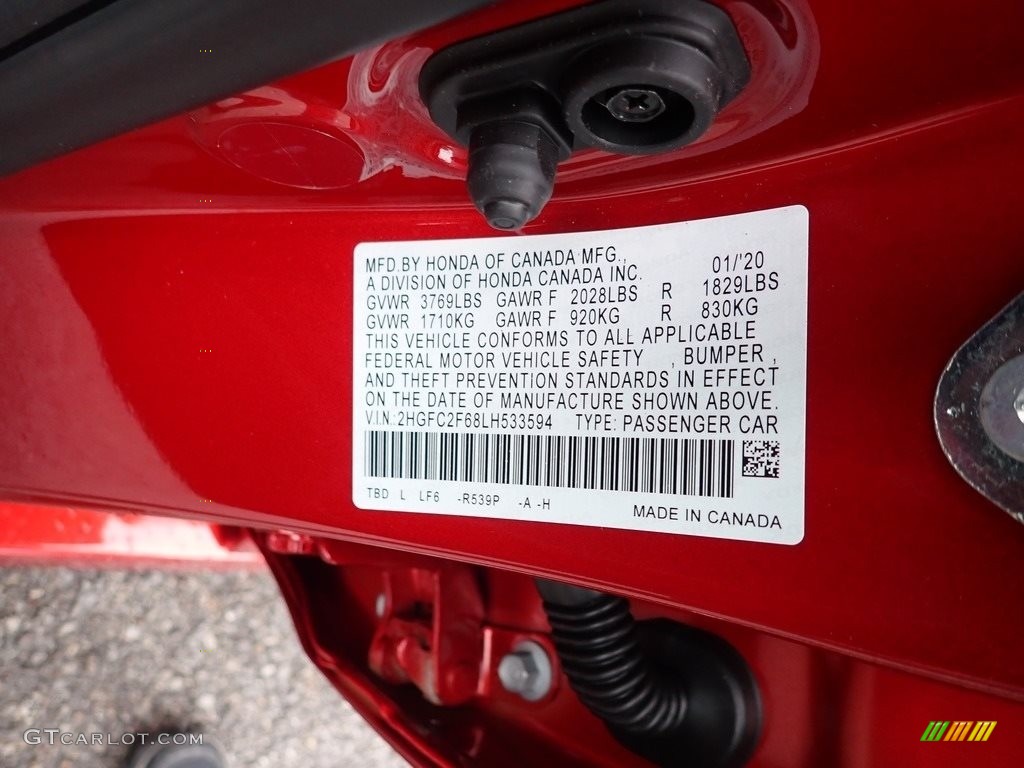 MFD.BY HONDA OF CANADA MFG.,
A DIVISION OF HONDA CANADA INC. 01/'20
GVWR 3769LBS GAWR F 2028LBS R 1829LBS
GVWR 1710KG GAWR F 920KG R 830KG
THIS VEHICLE CONFORMS TO ALL APPLICABLE
FEDERAL MOTOR VEHICLE SAFETY , BUMPER ,
AND THEFT PREVENTION STANDARDS IN EFFECT
ON THE DATE OF MANUFACTURE SHOWN ABOVE.
V.I.N.:2HGFC2F68LH533594 TYPE: PASSENGER CAR
TBD L LF6 -R539P -A -H
MADE IN CANADA
GTCARLOT.COM